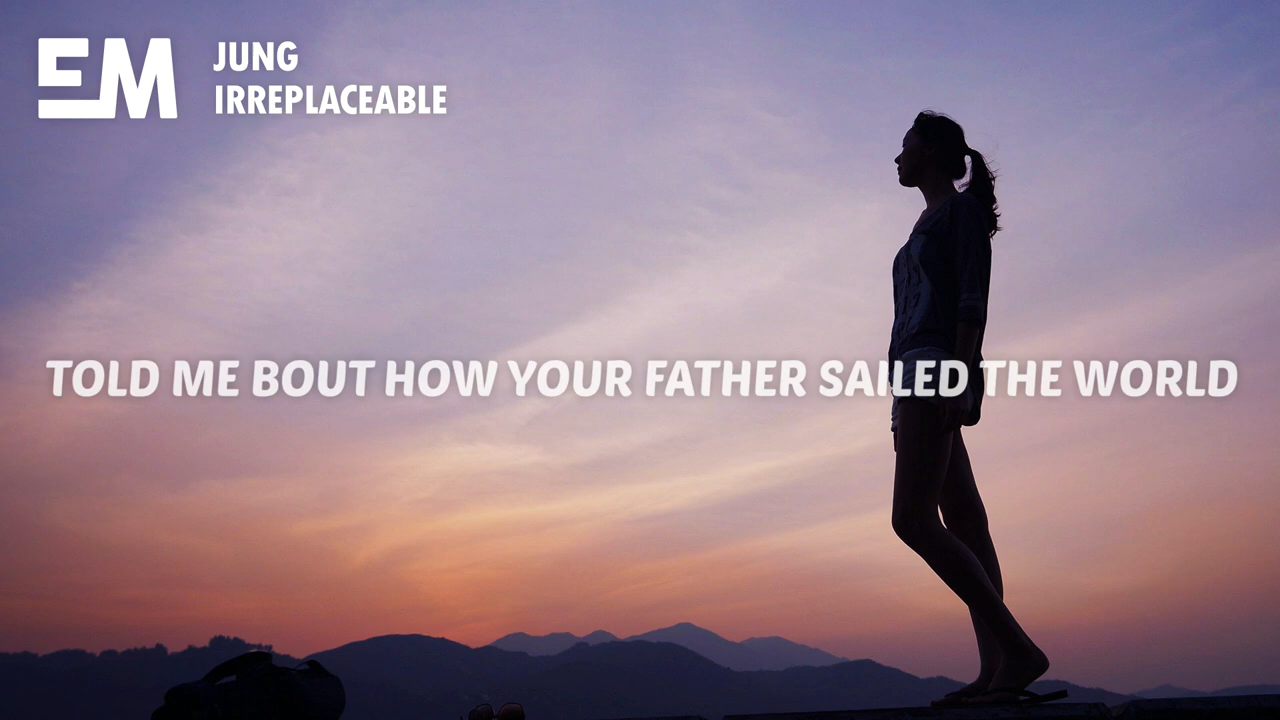 EM
JUNG
IRREPLACEABLE
TOLD ME BOUT HOW YOUR FATHER SAILED THE WORLD